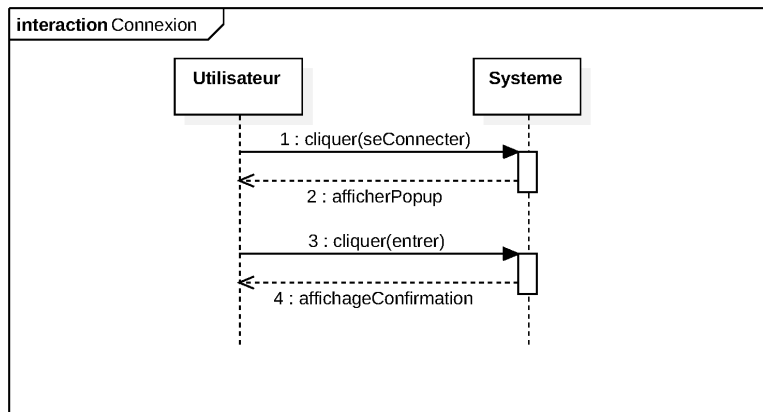 interaction Connexion
Utilisateur
Systeme
1 : cliquer(seConnecter)
2 : afficherPopup
3 : cliquer(entrer)
4 : affichageConfirmation